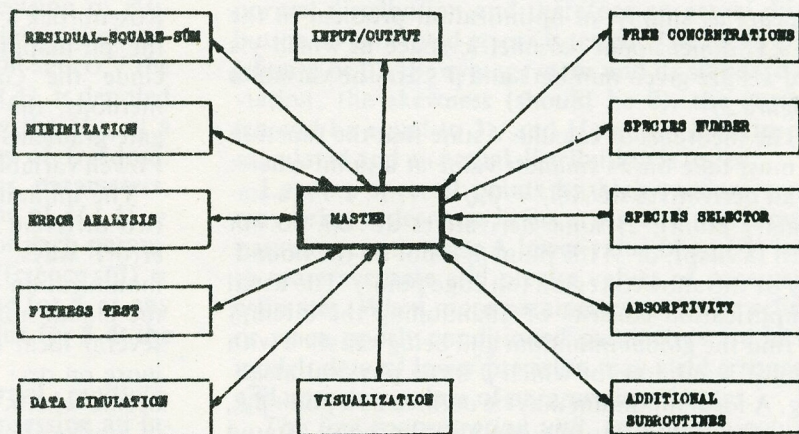 RESIDUAL-SQUARE-SUM
INPUT/OUTPUT
FREE CONCENTRATIONS
MINIMIZATION
SPECIES NUMBER
ERROR ANALYSIS
MASTER
SPECIES SELECTOR
FITNESS TEST
ABSORPTIVITY
DATA SIMULATION
VISUALIZATION
ADDITIONAL
SUBROUTINES